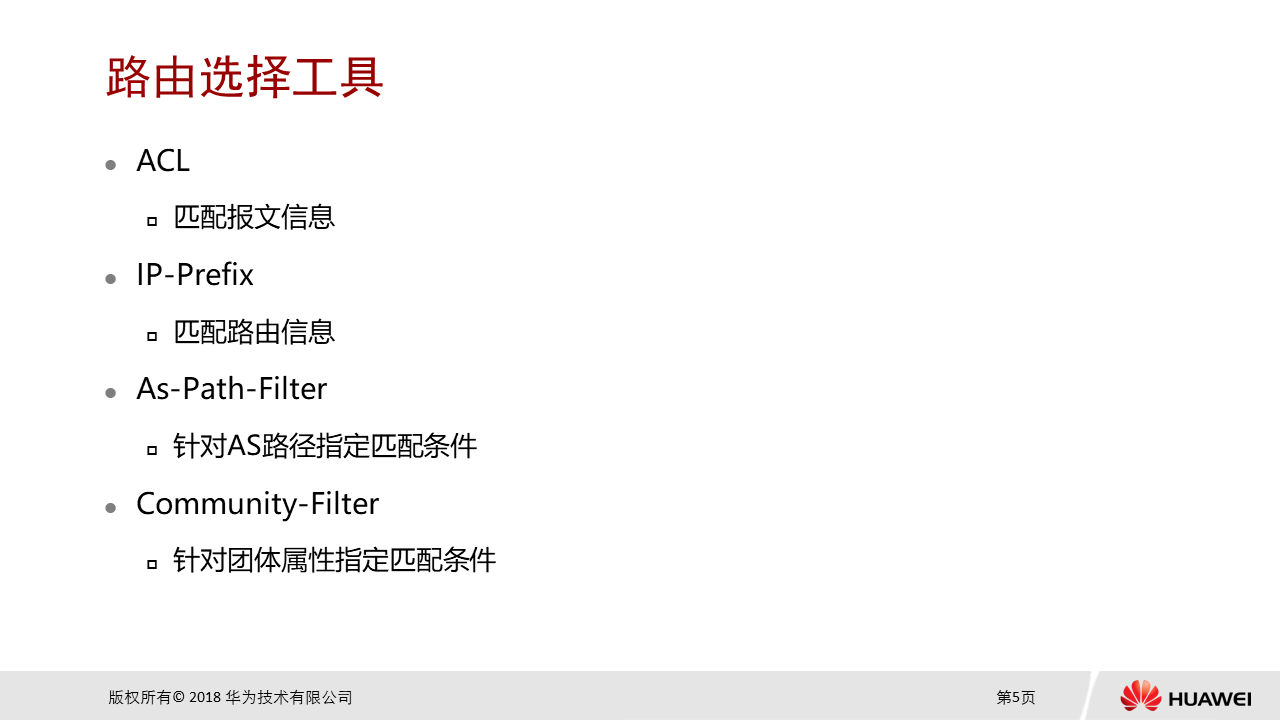 路由选择工具
ACL
匹配报文信息
IP-Prefix
匹配路由信息
As-Path-Filter
针对AS路径指定匹配条件
Community-Filter
针对团体属性指定匹配条件
版权所有© 2018 华为技术有限公司
第5页
HUAWEI